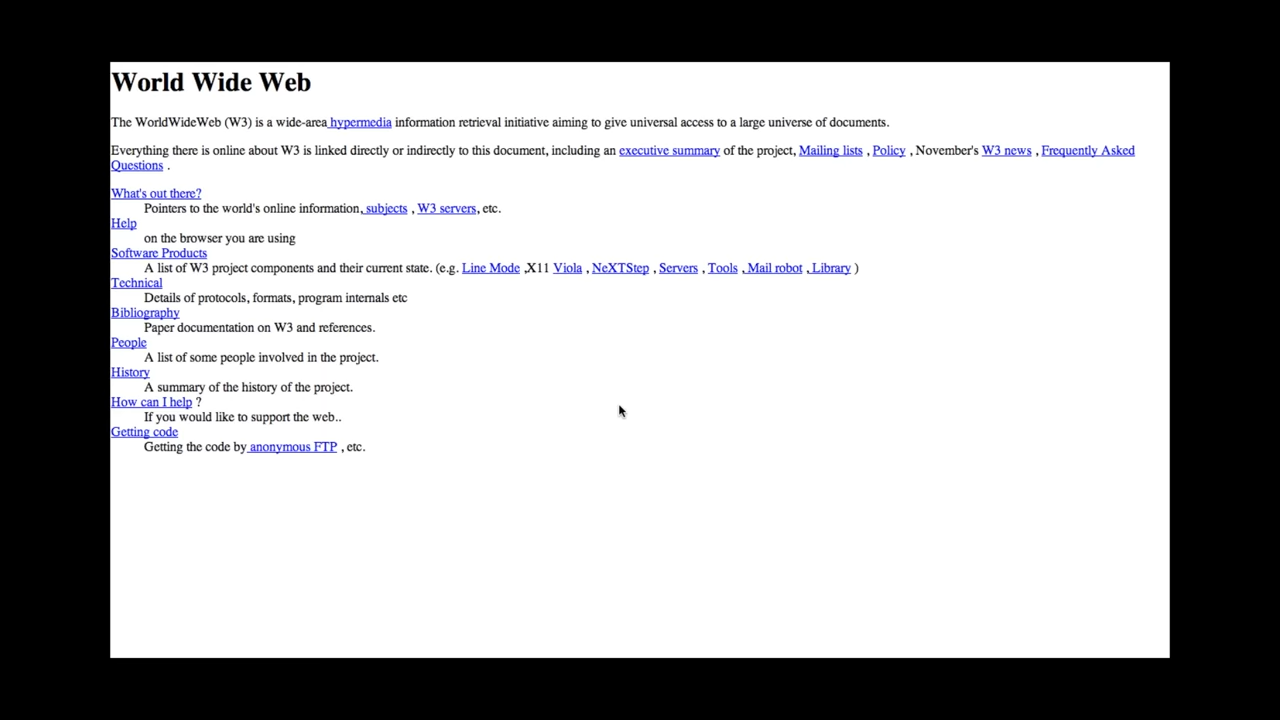 World Wide Web
The WorldWideWeb (W3) is a wide-area hypermedia information retrieval initiative aiming to give universal access to a large universe of documents.
Everything there is online about W3 is linked directly or indirectly to this document, including an executive summary of the project, Mailing lists , Policy , November's W3 news , Frequently Asked
Questions .
What's out there?
Pointers to the world's online information, subjects , W3 servers, etc.
Help
on the browser you are using
Software Products
A list of W3 project components and their current state. (e.g. Line Mode ,X11 Viola , NeXTStep , Servers , Tools , Mail robot , Library )
Technical
Details of protocols, formats, program internals etc
Bibliography
Paper documentation on W3 and references.
People
A list of some people involved in the project.
History
A summary of the history of the project.
How can I help ?
If you would like to support the web..
Getting code
Getting the code by anonymous FTP , etc.